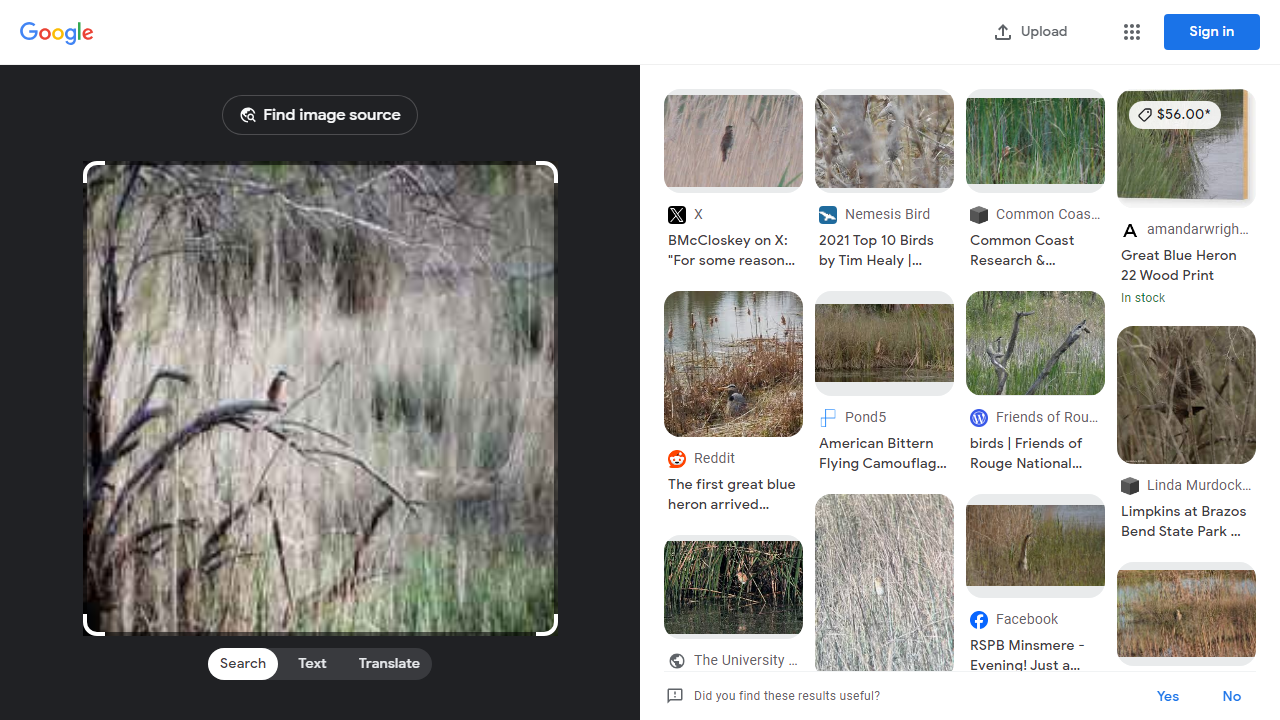 Google
Upload
Sign in
Find image source
Search
Text
Translate
X
BMcCloskey on X:
"For some reason...
Nemesis Bird
2021 Top 10 Birds
by Tim Healy |...
Common Coas...
Common Coast
Research &...
$56.00*
amandarwrigh...
Great Blue Heron
22 Wood Print
In stock
Reddit
The first great blue
heron arrived...
Pond5
American Bittern
Flying Camouflag...
Friends of Rou...
birds | Friends of
Rouge National...
Linda Murdock...
Limpkins at Brazos
Bend State Park ...
The University ...
Facebook
RSPB Minsmere -
Evening! Just a...
Did you find these results useful?
Yes
No